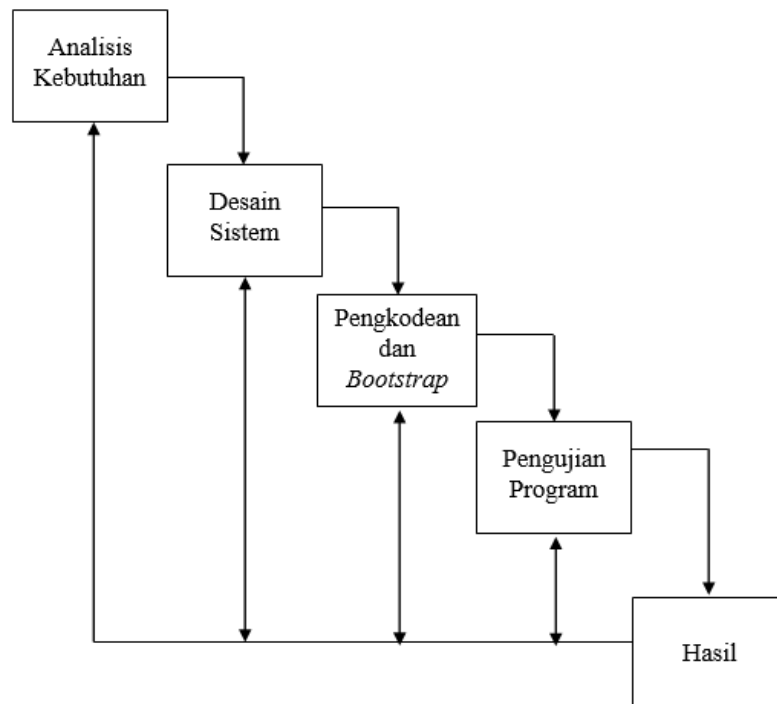 Analisis
Kebutuhan
Desain
Sistem
Pengkodean
dan
Bootstrap
Pengujian
Program
Hasil